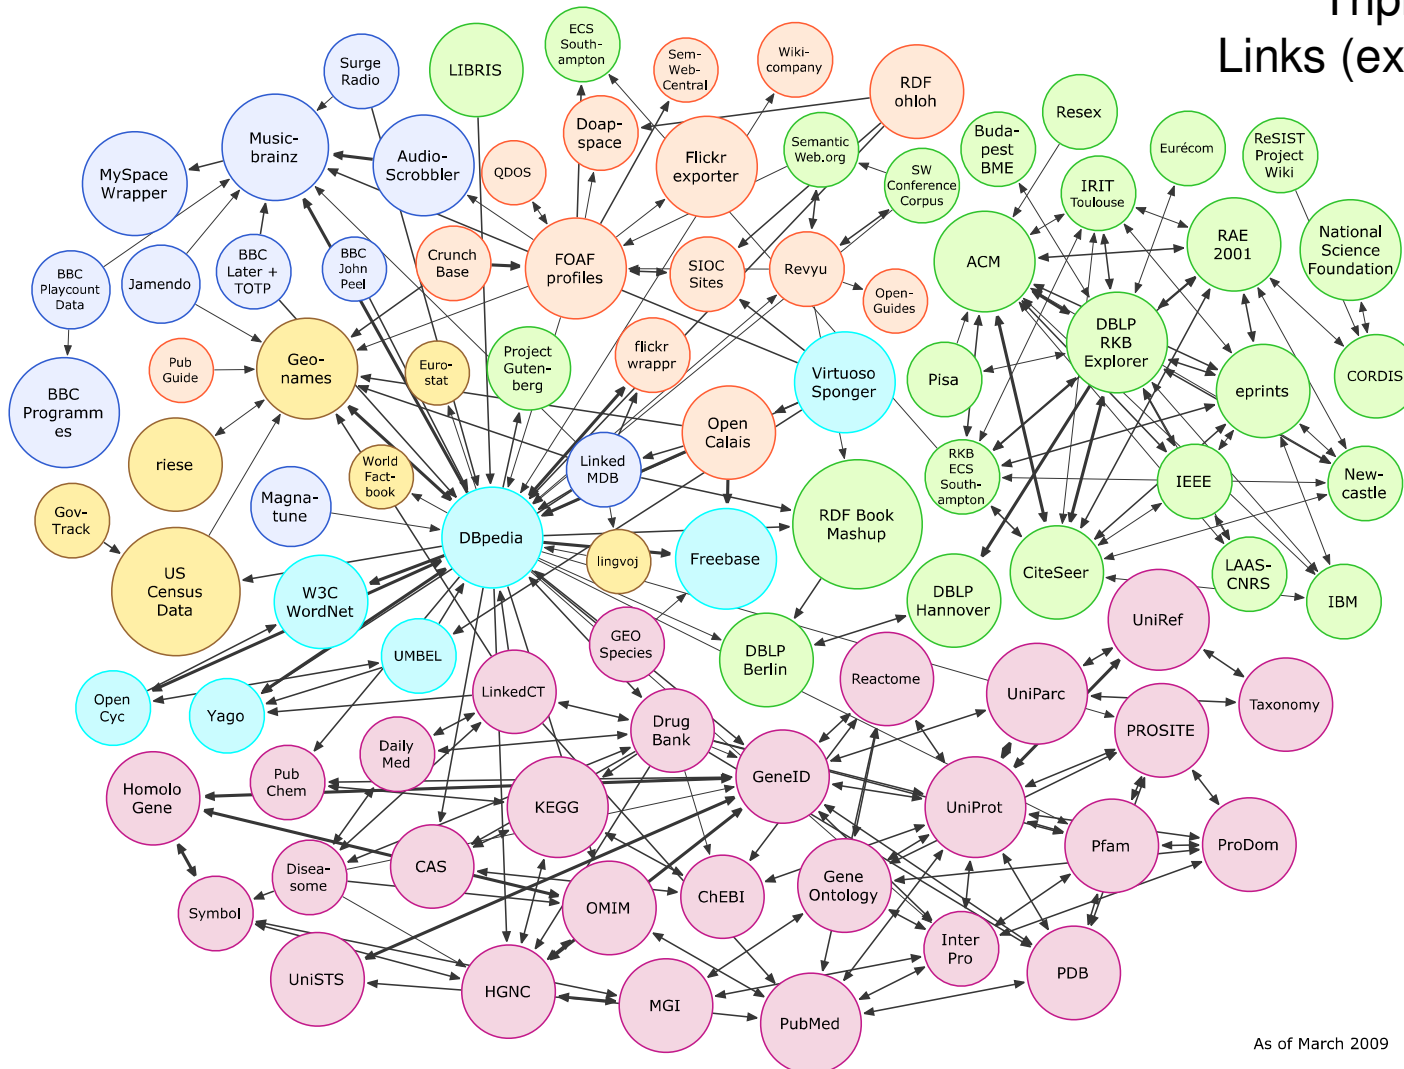 Links (ex
ECS
South-
ampton
Surge
Radio
LIBRIS
Sem-
Web-
Central
Wiki-
company
RDF
ohloh
Music-
brainz
Audio-
Scrobbler
MySpace
Wrapper
QDOS
Doap-
space
Flickr
exporter
Semantic
Web.org
SW
Conference
Corpus
Buda-
pest
BME
Resex
Eurécom
ReSIST
Project
Wiki
IRIT
Toulouse
RAE
2001
National
Science
Foundation
ACM
BBC
Playcount
Data
Jamendo
BBC
Later +
TOTP
BBC
John
Peel
Crunch
Base
FOAF
profiles
SIOC
Sites
Revyu
Open-
Guides
DBLP
RKB
Explorer
Pub
Guide
Geo-
names
Euro-
stat
Project
Guten-
berg
flickr
wrappr
Virtuoso
Sponger
Pisa
eprints
CORDIS
BBC
Programm
es
riese
World
Fact-
book
Linked
MDB
Open
Calais
RKB
ECS
South-
ampton
IEEE
New-
castle
Gov-
Track
Magna-
tune
DBpedia
lingvoj
Freebase
RDF Book
Mashup
CiteSeer
LAAS-
CNRS
IBM
US
Census
Data
W3C
WordNet
UMBEL
GEO
Species
DBLP
Berlin
DBLP
Hannover
UniRef
Open
Cyc
Yago
LinkedCT
Reactome
UniParc
Taxonomy
Daily
Med
Drug
Bank
PROSITE
Homolo
Gene
Pub
Chem
KEGG
GeneID
UniProt
Pfam
ProDom
Disea-
some
CAS
Symbol
OMIM
ChEBI
Gene
Ontology
Inter
Pro
PDB
UniSTS
HGNC
MGI
PubMed
As of March 2009